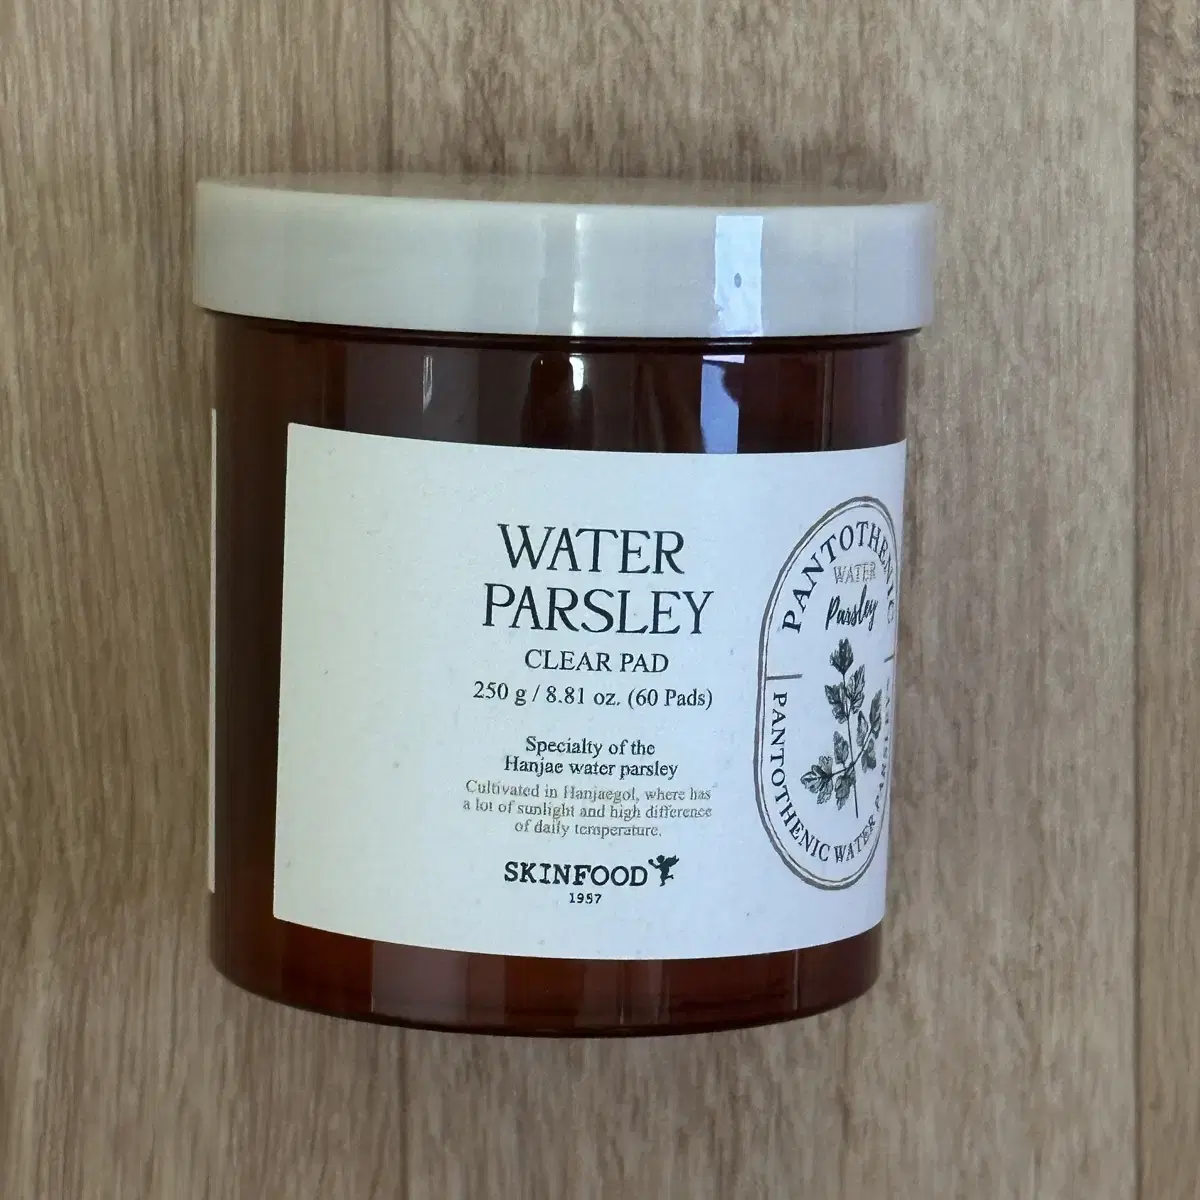 WATER
PARSLEY
CLEAR PAD
250 g / 8.81 oz. (60 Pads)
Specialty of the
Hanjae water parsley
Cultivated in Hanjaegol, where has
a lot of sunlight and high difference
of daily temperature.
SKINFOOD
1957
PANTOTHENIC
WATER
Parsley
PANTOTHENIC WATER PARSLEY